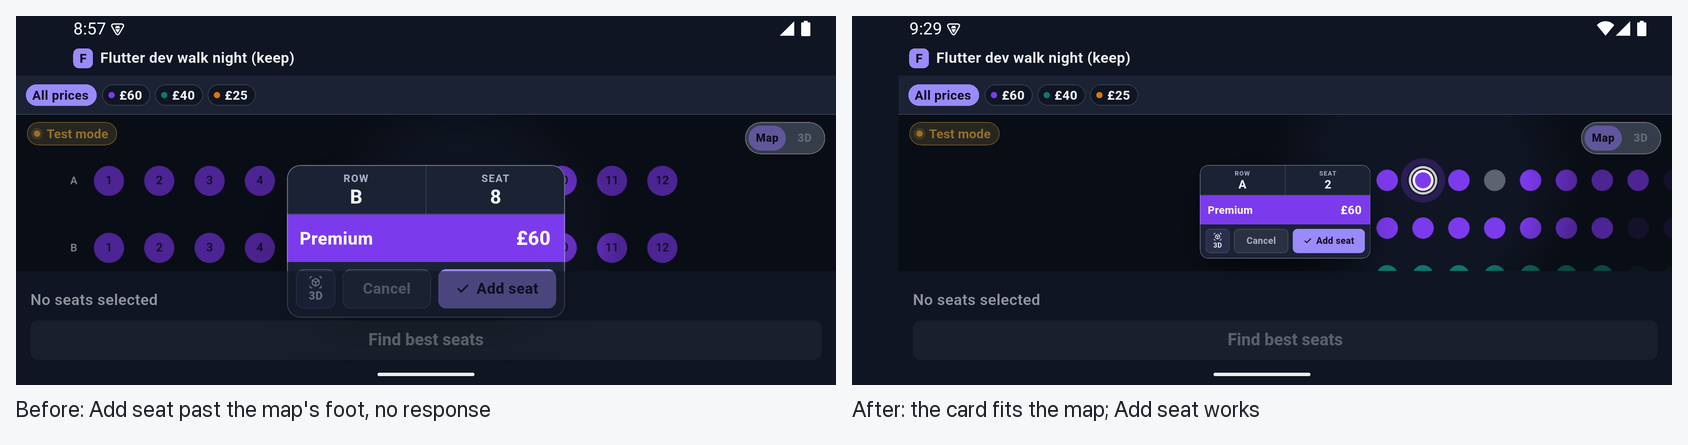 8:57
F Flutter dev walk night (keep)
All prices £60 £40 £25
Test mode
Map 3D
A 1 2 3 4 11 12
ROW SEAT
B 8
B 1 2 3 4 11 12
Premium £60
3D Cancel Add seat
No seats selected
Find best seats
Before: Add seat past the map's foot, no response
9:29
F Flutter dev walk night (keep)
All prices £60 £40 £25
Test mode
Map 3D
ROW SEAT
A 2
Premium £60
3D Cancel Add seat
No seats selected
Find best seats
After: the card fits the map; Add seat works